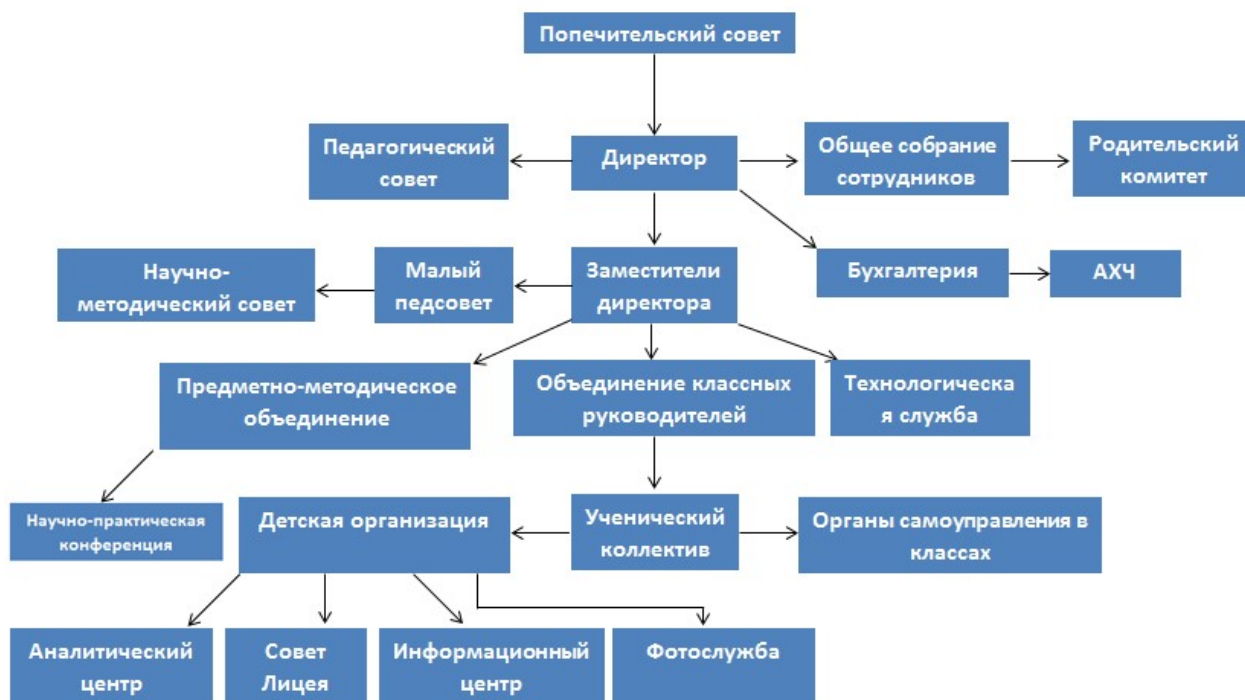 Попечительский совет
Педагогический
совет
Директор
Общее собрание
сотрудников
Родительский
комитет
Научно-
методический совет
Малый
педсовет
Заместители
директора
Бухгалтерия
АХЧ
Предметно-методическое
объединение
Объединение классных
руководителей
Технологическа
я служба
Научно-практическая
конференция
Детская организация
Ученический
коллектив
Органы самоуправления в
классах
Аналитический
центр
Совет
Лицея
Информационный
центр
Фотослужба